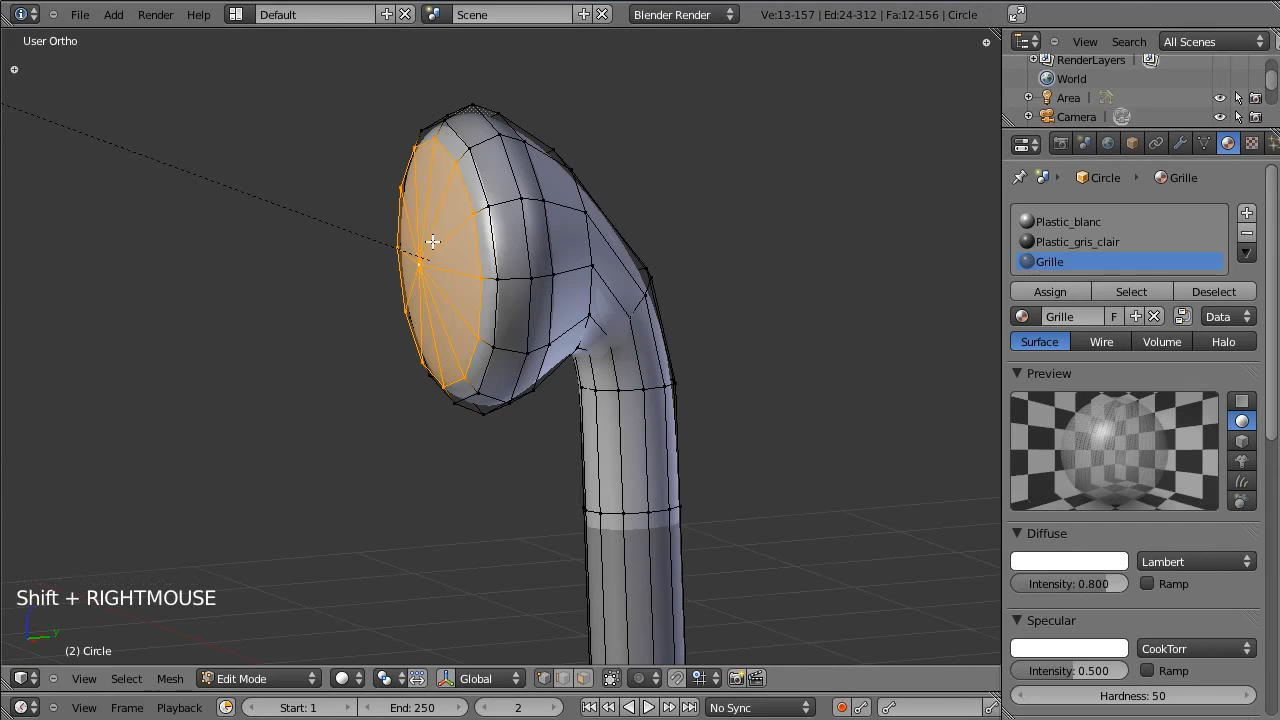 File Add Render Help Default Scene Blender Render Ve:13-157 | Ed:24-312 | Fa:12-156 | Circle
User Ortho
View Search All Scenes
RenderLayers |
World
Area |
Camera |
Circle Grille
Plastic_blanc
Plastic_gris_clair
Grille
Assign Select Deselect
Grille F Data
Surface Wire Volume Halo
Preview
Diffuse
Lambert
Intensity: 0.800 Ramp
Specular
CookTorr
Intensity: 0.500 Ramp
Hardness: 50
Shift + RIGHTMOUSE
y
(2) Circle
View Select Mesh Edit Mode Global
View Frame Playback Start: 1 End: 250 2 No Sync